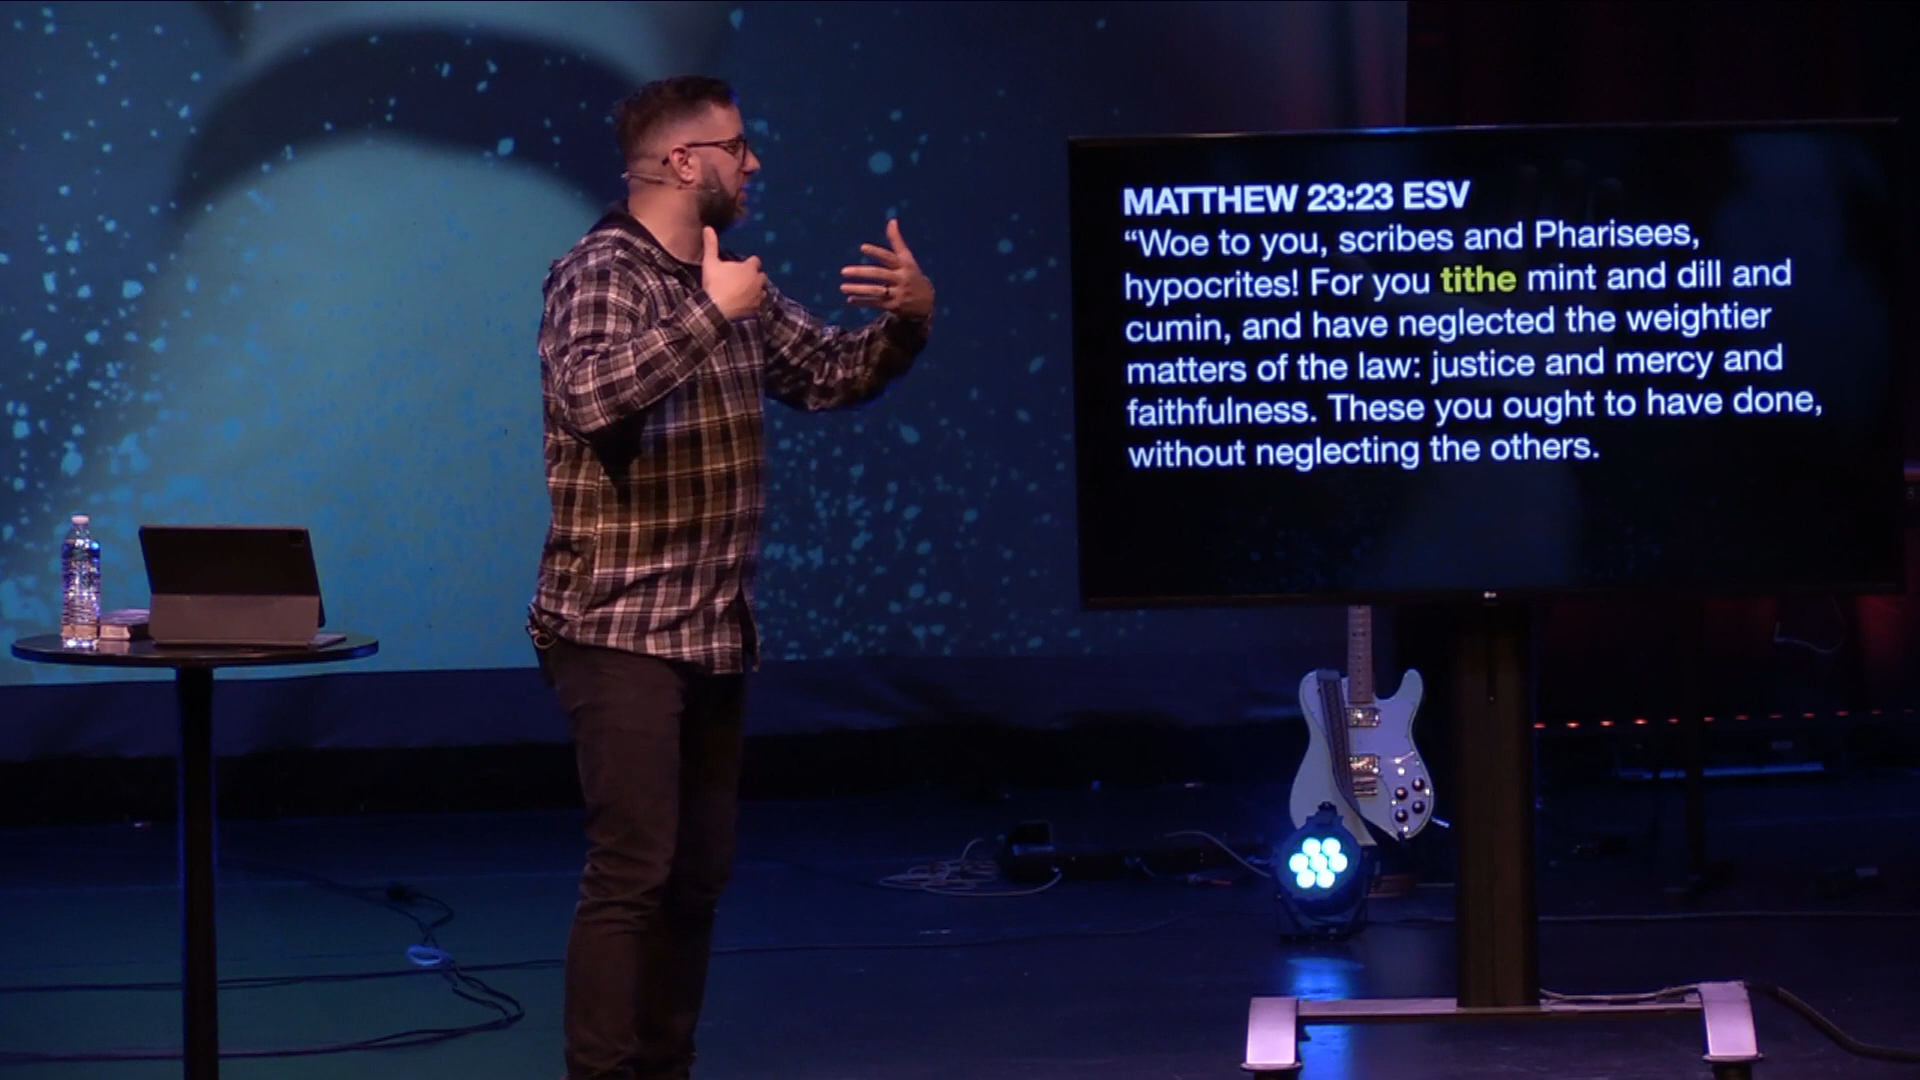 MATTHEW 23:23 ESV
“Woe to you, scribes and Pharisees,
hypocrites! For you tithe mint and dill and
cumin, and have neglected the weightier
matters of the law: justice and mercy and
faithfulness. These you ought to have done,
without neglecting the others.